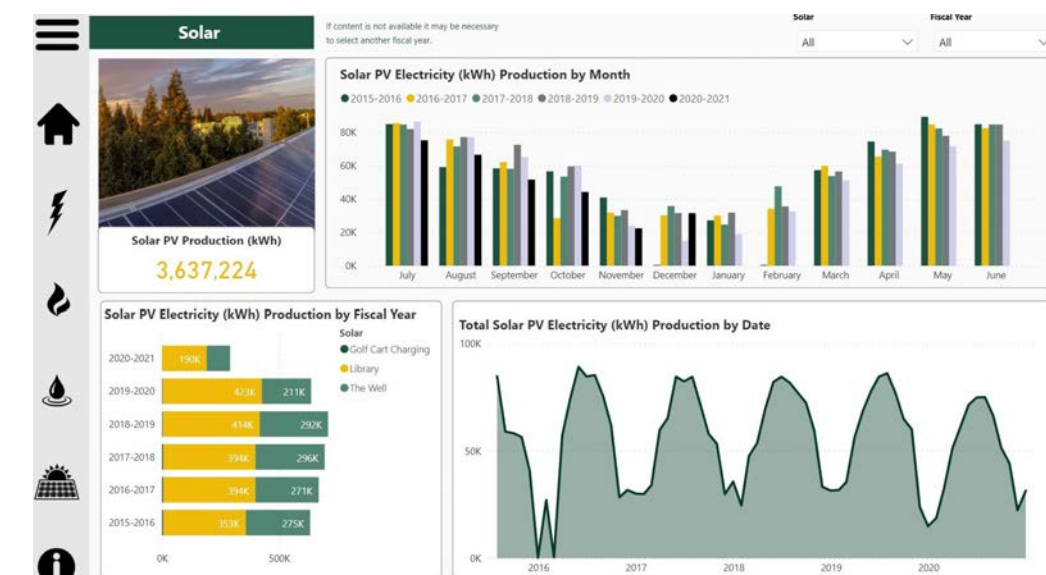 Solar
If content is not available it may be necessary
to select another fiscal year.
Solar
Fiscal Year
All
All
Solar PV Production (kWh)
3,637,224
Solar PV Electricity (kWh) Production by Month
2015-2016 2016-2017 2017-2018 2018-2019 2019-2020 2020-2021
80K
60K
40K
20K
0K
July August September October November December January February March April May June
Solar PV Electricity (kWh) Production by Fiscal Year
Solar
Golf Cart Charging
Library
The Well
2020-2021 190K
2019-2020 423K 211K
2018-2019 414K 292K
2017-2018 394K 296K
2016-2017 394K 271K
2015-2016 353K 275K
0K 500K
Total Solar PV Electricity (kWh) Production by Date
100K
50K
0K
2016 2017 2018 2019 2020